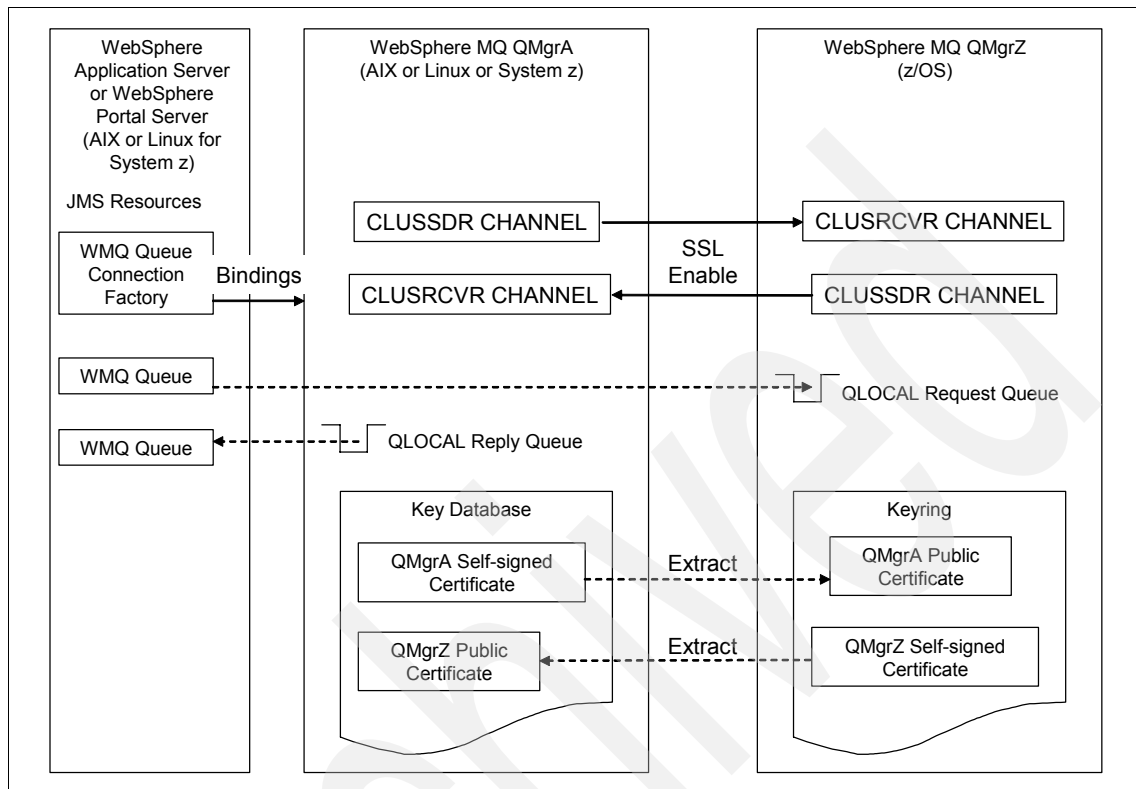 WebSphere
Application Server
or WebSphere
Portal Server
(AIX or Linux for
System z)
JMS Resources
WMQ Queue
Connection
Factory
Bindings
WMQ Queue
WMQ Queue
WebSphere MQ QMgrA
(AIX or Linux or System z)
CLUSSDR CHANNEL
CLUSRCVR CHANNEL
SSL
Enable
QLOCAL Reply Queue
Key Database
QMgrA Self-signed
Certificate
QMgrZ Public
Certificate
Extract
Extract
WebSphere MQ QMgrZ
(z/OS)
CLUSRCVR CHANNEL
CLUSSDR CHANNEL
QLOCAL Request Queue
Keyring
QMgrA Public
Certificate
QMgrZ Self-signed
Certificate
hived